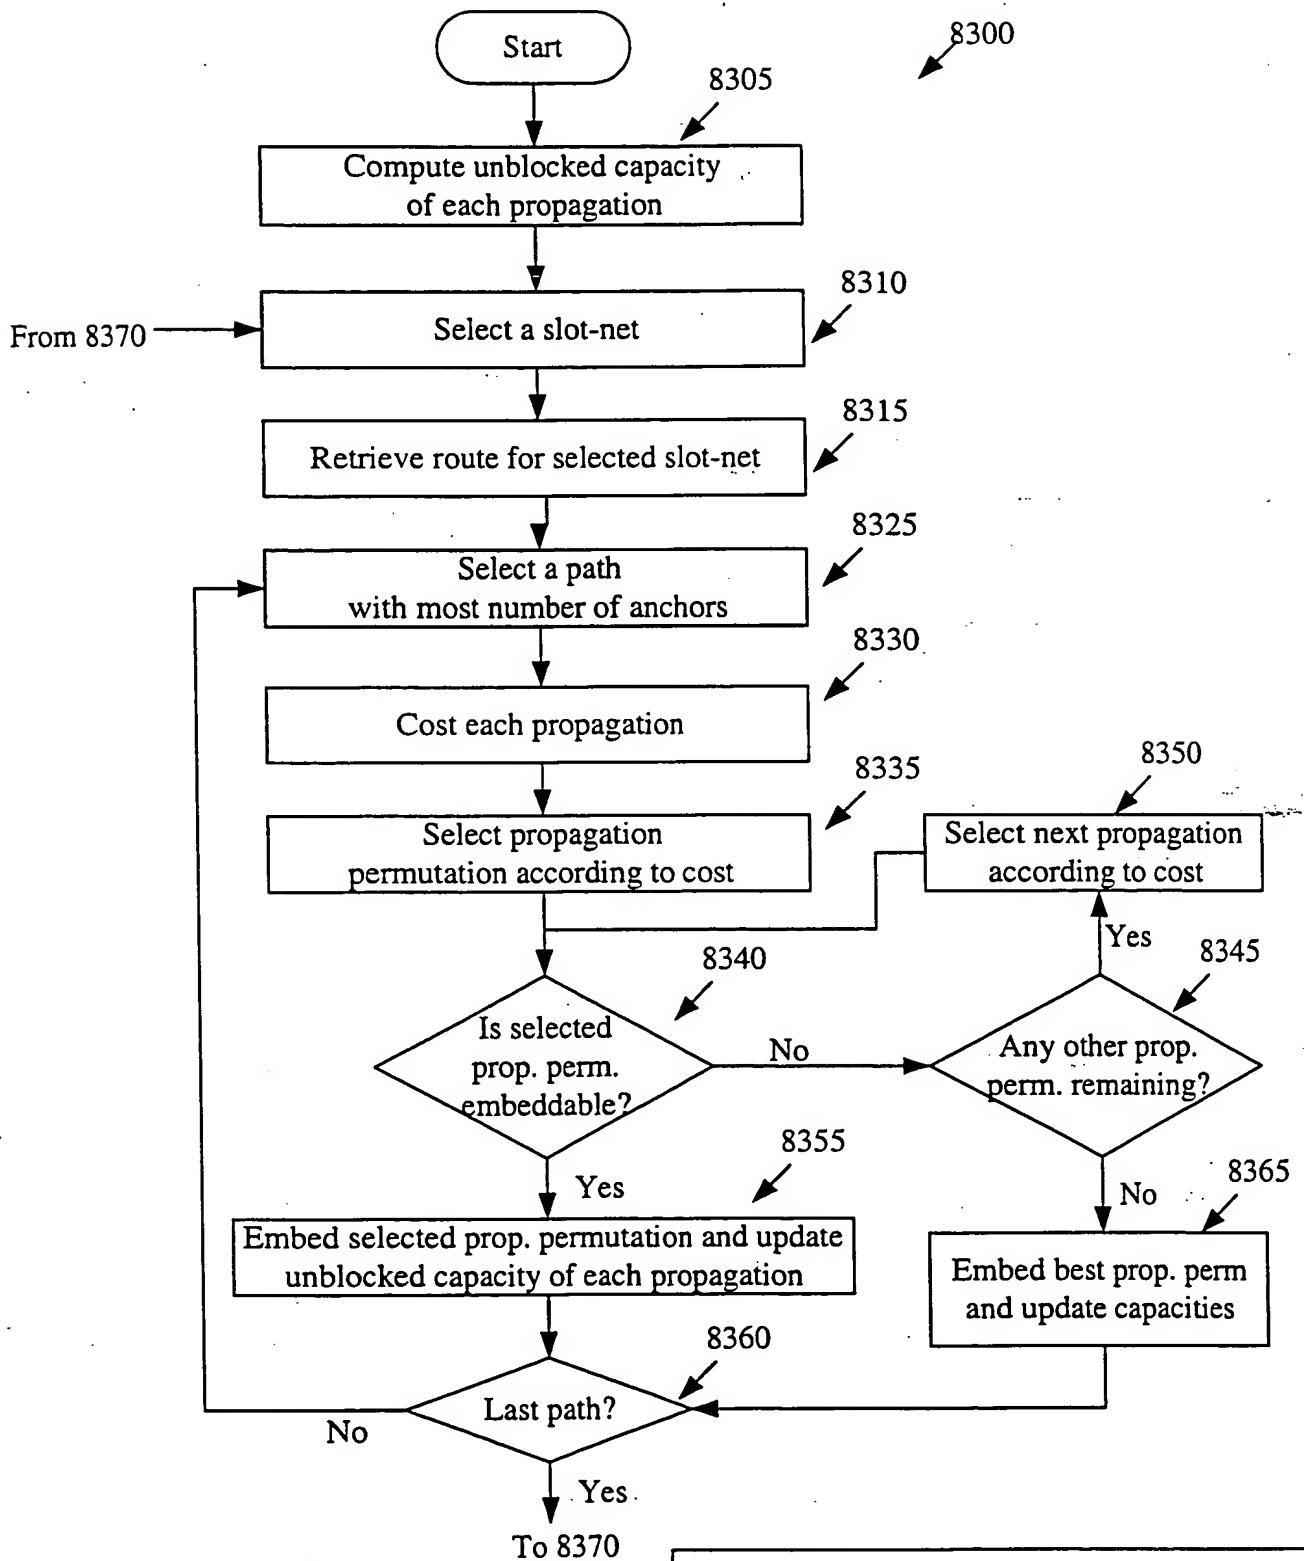 Start
8300
8305
Compute unblocked capacity
of each propagation
8310
From 8370
Select a slot-net
8315
Retrieve route for selected slot-net
8325
Select a path
with most number of anchors
8330
Cost each propagation
8335
8350
Select propagation
permutation according to cost
Select next propagation
according to cost
Yes
8340
8345
Is selected
prop. perm.
embeddable?
No
Any other prop.
perm. remaining?
8355
Yes
8365
No
Embed selected prop. permutation and update
unblocked capacity of each propagation
Embed best prop. perm
and update capacities
8360
Last path?
No
Yes
To 8370